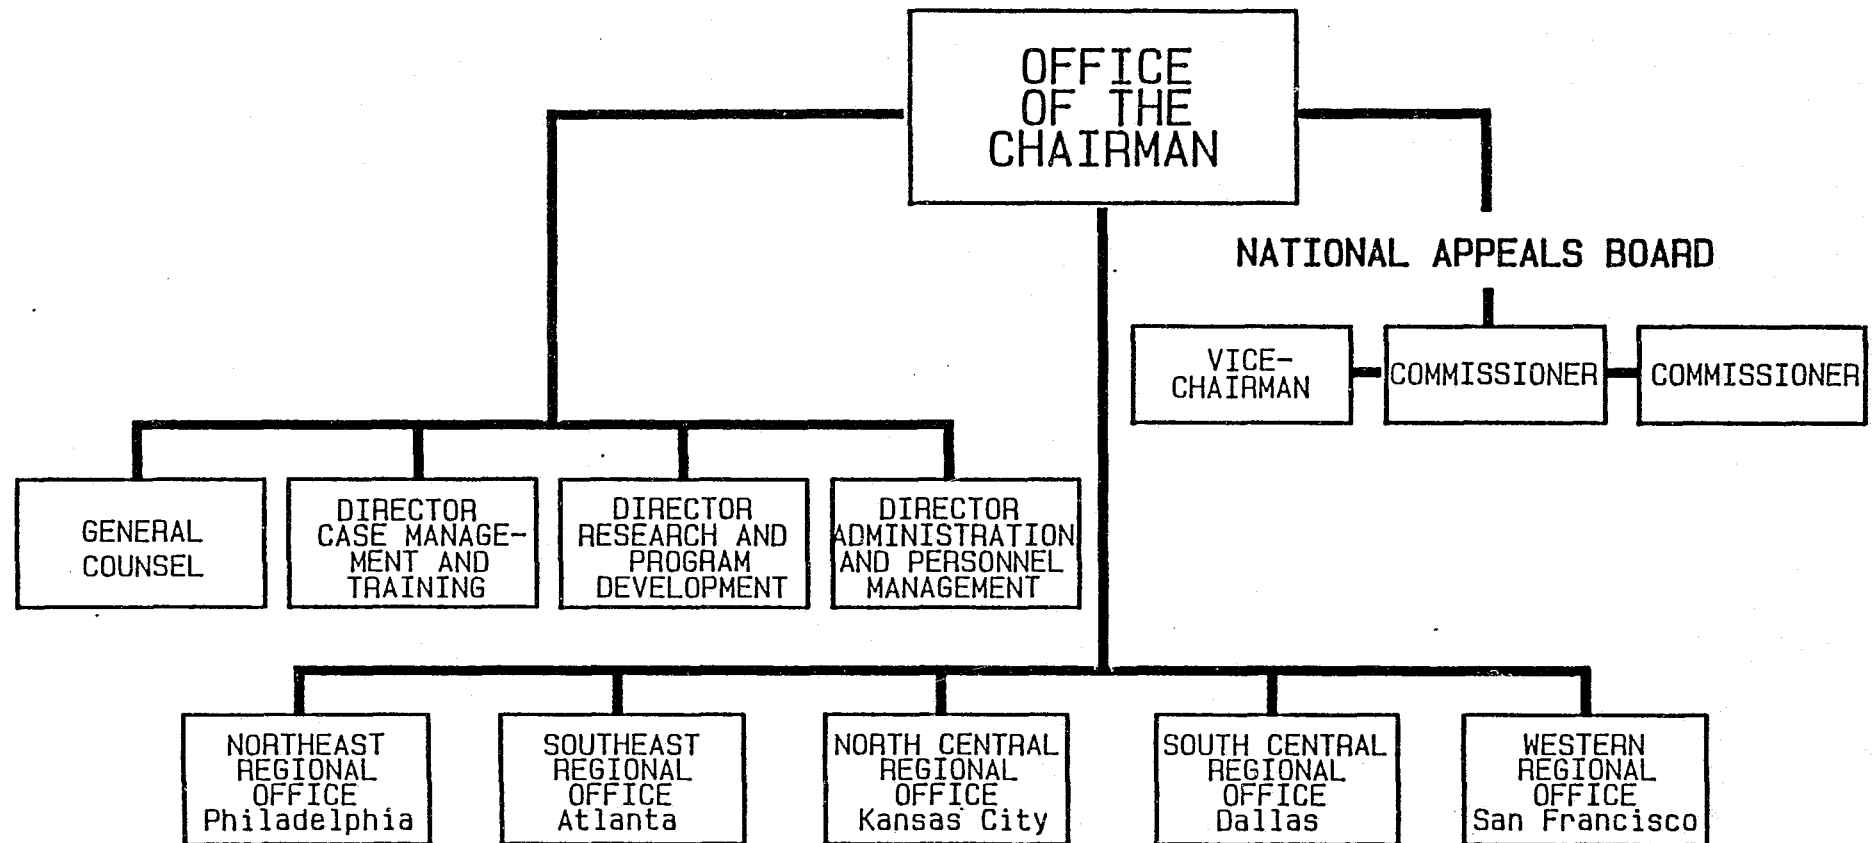 OFFICE
OF THE
CHAIRMAN
NATIONAL APPEALS BOARD
VICE-
CHAIRMAN
COMMISSIONER
COMMISSIONER
GENERAL
COUNSEL
DIRECTOR
CASE MANAGE-
MENT AND
TRAINING
DIRECTOR
RESEARCH AND
PROGRAM
DEVELOPMENT
DIRECTOR
ADMINISTRATION
AND PERSONNEL
MANAGEMENT
NORTHEAST
REGIONAL
OFFICE
Philadelphia
SOUTHEAST
REGIONAL
OFFICE
Atlanta
NORTH CENTRAL
REGIONAL
OFFICE
Kansas City
SOUTH CENTRAL
REGIONAL
OFFICE
Dallas
WESTERN
REGIONAL
OFFICE
San Francisco